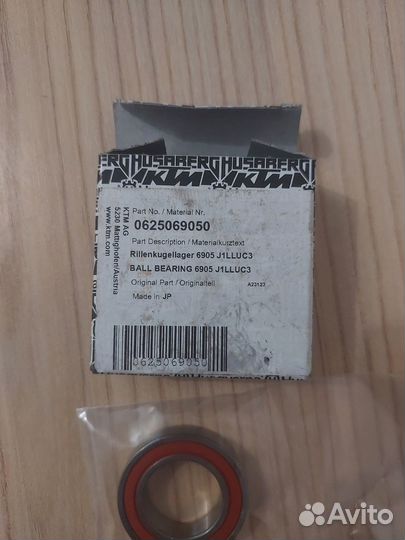 HUSABERG HUSABERG
KTM KTM
Part No. / Material Nr.
0625069050
Part Description / Materialkurztext
Rillenkugellager 6905 J1LLUC3
BALL BEARING 6905 J1LLUC3
Original Part / Originalteil A23123
Made in JP
KTM AG
5230 Mattighofen/Austria
www.ktm.com
0625069050
Avito